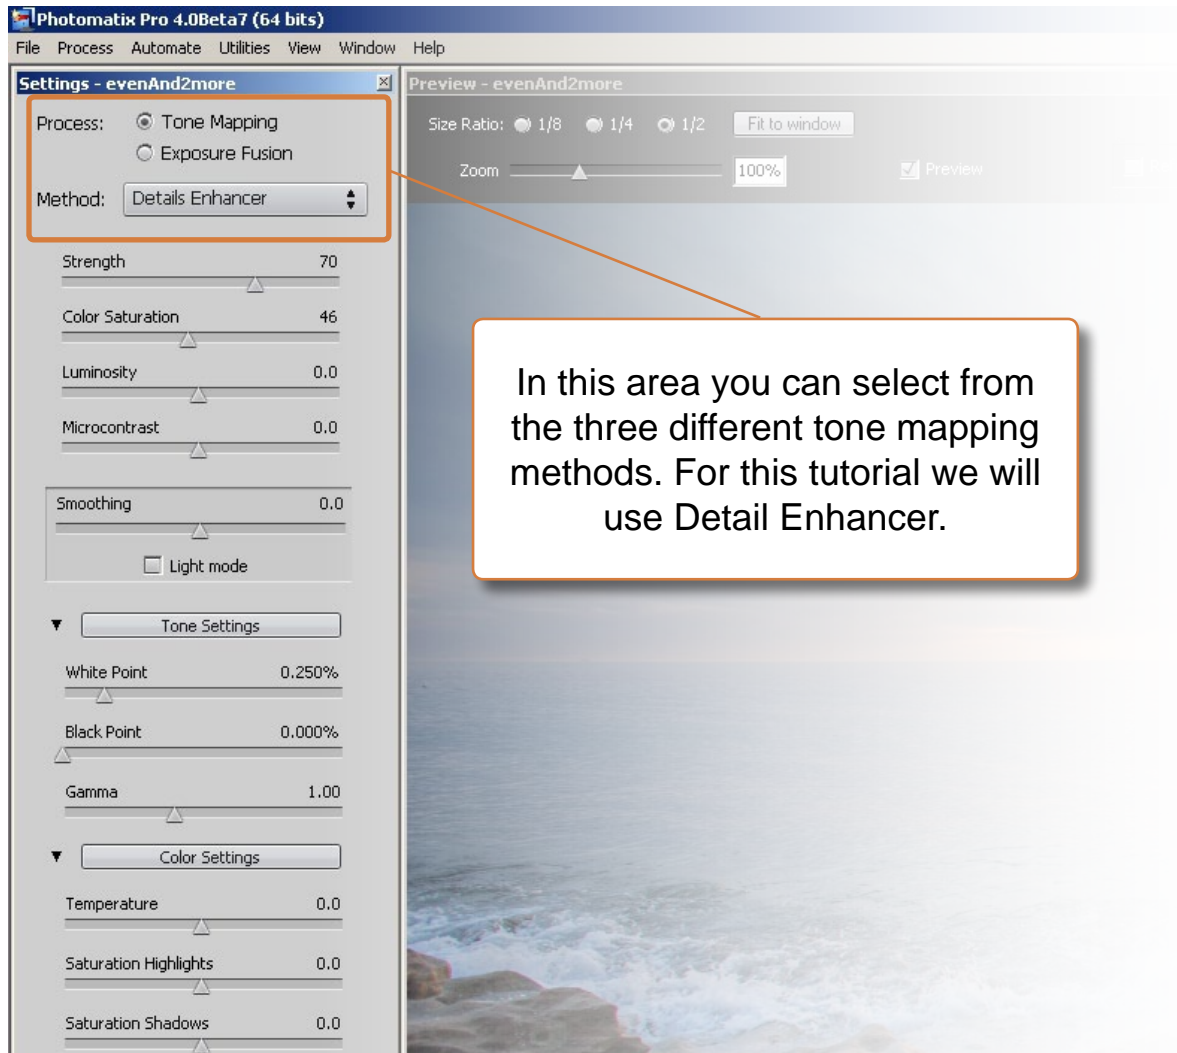 Photomatix Pro 4.0Beta7 (64 bits)
File Process Automate Utilities View Window Help
Settings - evenAnd2more
Process: Tone Mapping
Exposure Fusion
Method: Details Enhancer
Strength 70
Color Saturation 46
Luminosity 0.0
Microcontrast 0.0
Smoothing 0.0
Light mode
Tone Settings
White Point 0.250%
Black Point 0.000%
Gamma 1.00
Color Settings
Temperature 0.0
Saturation Highlights 0.0
Saturation Shadows 0.0
Preview - evenAnd2more
Size Ratio: 1/8 1/4 1/2 Fit to window
Zoom 100% Preview
In this area you can select from
the three different tone mapping
methods. For this tutorial we will
use Detail Enhancer.